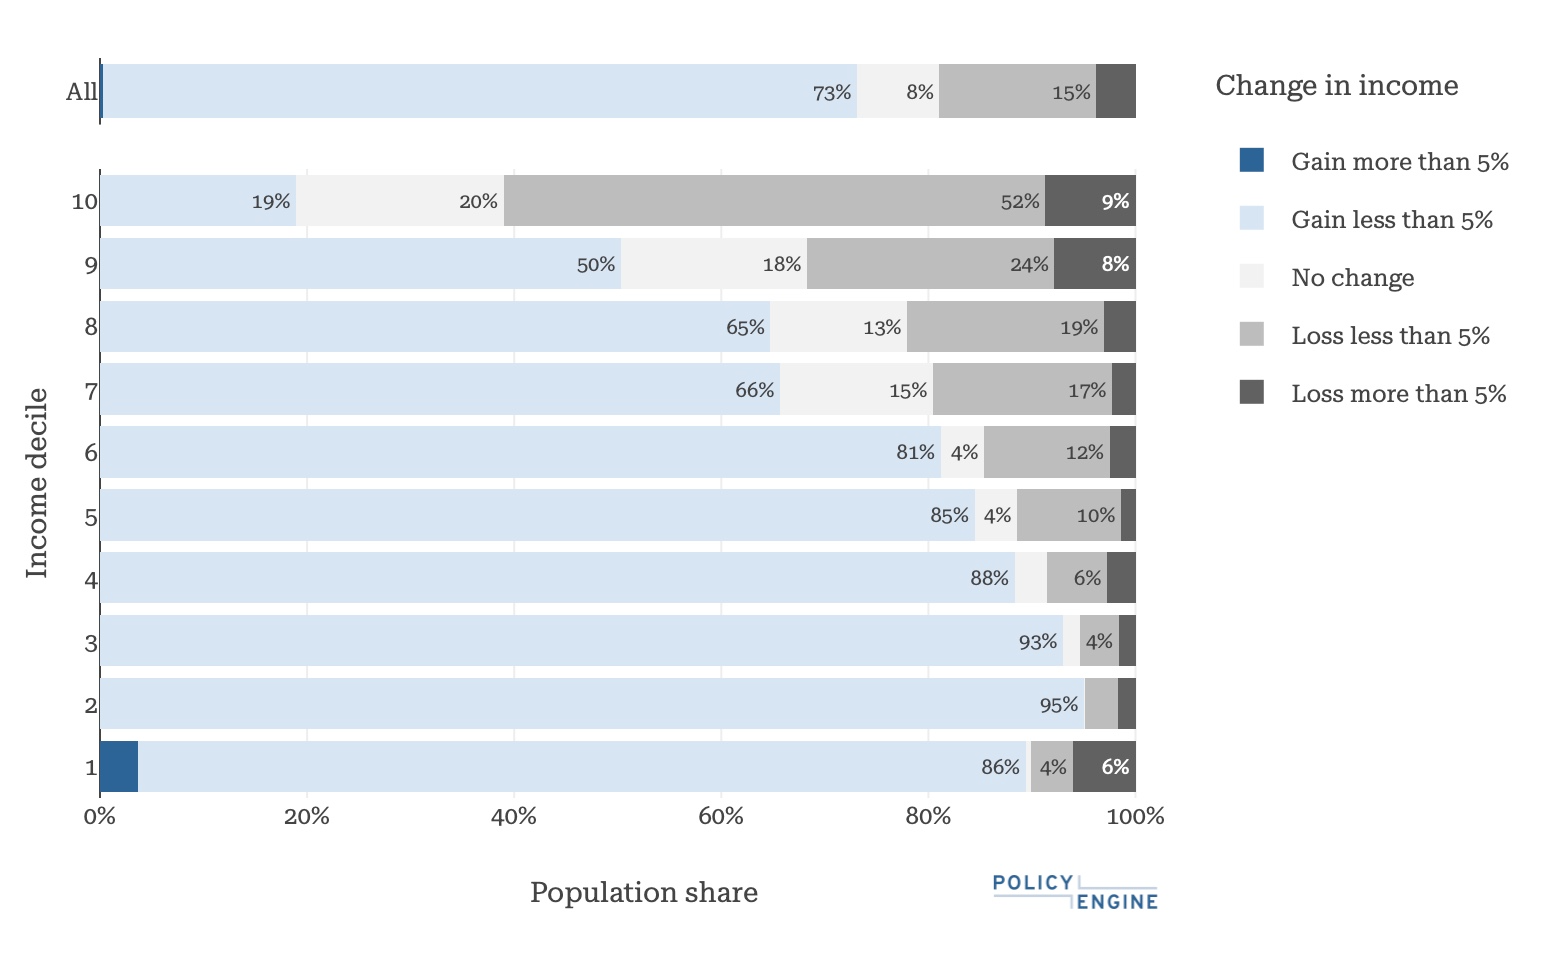 All 73% 8% 15%
Change in income
Gain more than 5%
Gain less than 5%
No change
Loss less than 5%
Loss more than 5%
10 19% 20% 52% 9%
9 50% 18% 24% 8%
8 65% 13% 19%
7 66% 15% 17%
6 81% 4% 12%
5 85% 4% 10%
4 88% 6%
3 93% 4%
2 95%
1 86% 4% 6%
Income decile
0% 20% 40% 60% 80% 100%
Population share
POLICY
ENGINE